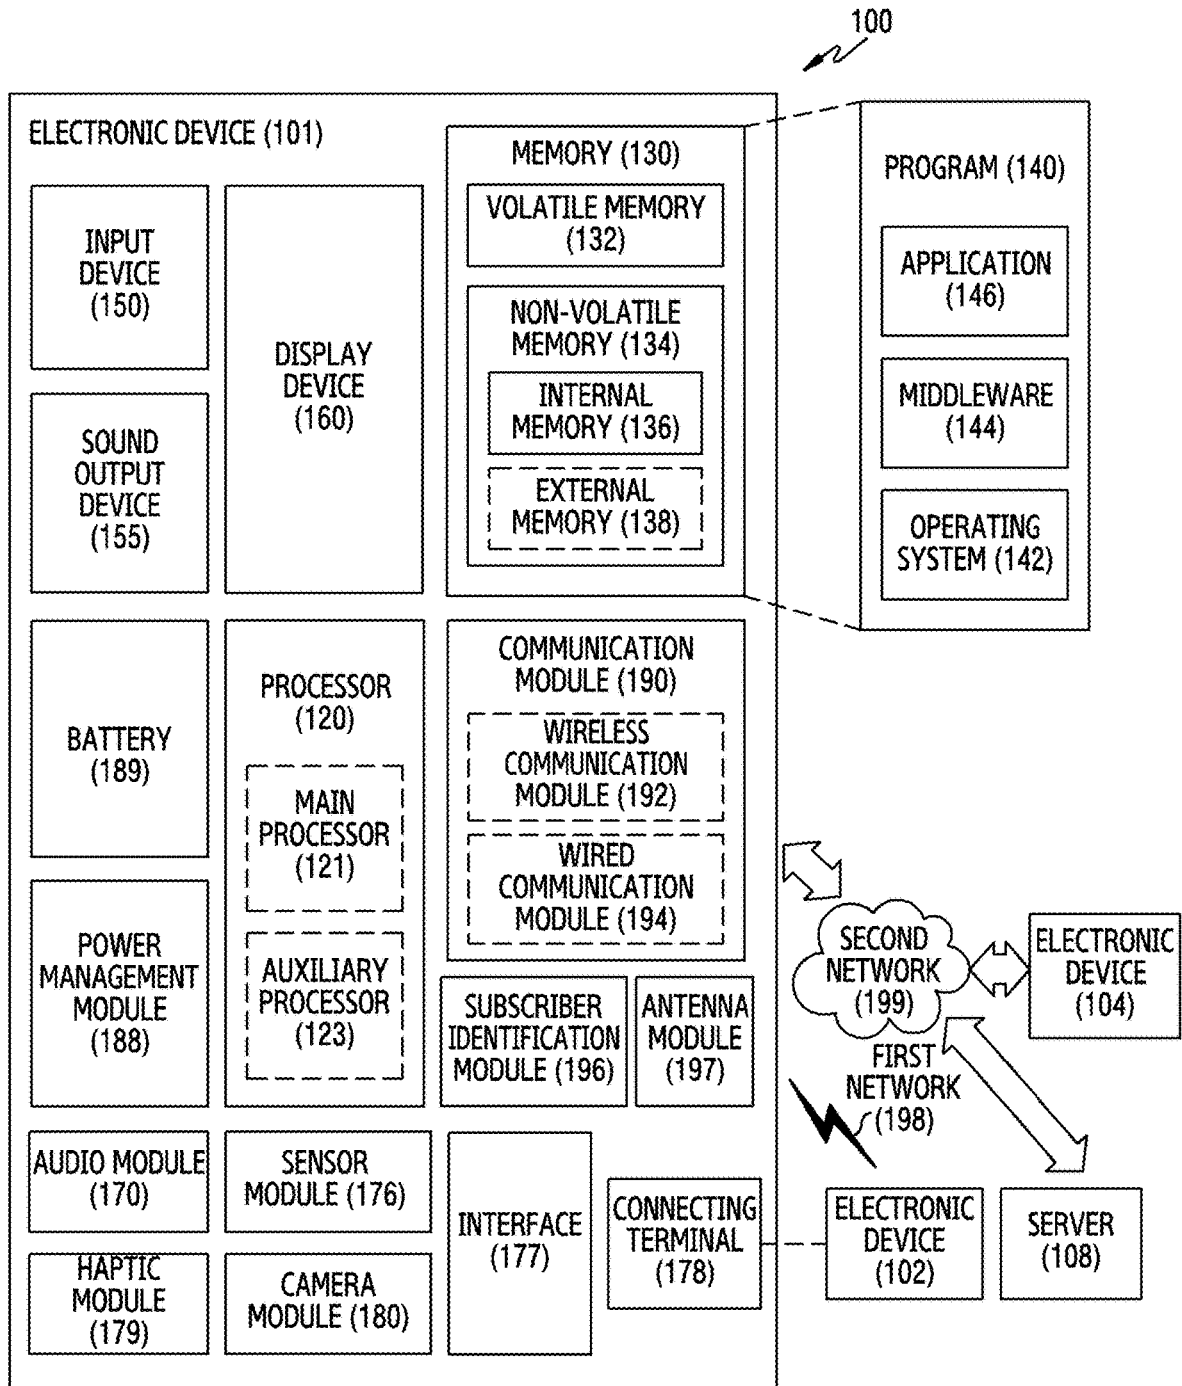 100
ELECTRONIC DEVICE (101)
INPUT
DEVICE
(150)
SOUND
OUTPUT
DEVICE
(155)
DISPLAY
DEVICE
(160)
MEMORY (130)
VOLATILE MEMORY
(132)
NON-VOLATILE
MEMORY (134)
INTERNAL
MEMORY (136)
EXTERNAL
MEMORY (138)
PROGRAM (140)
APPLICATION
(146)
MIDDLEWARE
(144)
OPERATING
SYSTEM (142)
BATTERY
(189)
POWER
MANAGEMENT
MODULE
(188)
PROCESSOR
(120)
MAIN
PROCESSOR
(121)
AUXILIARY
PROCESSOR
(123)
COMMUNICATION
MODULE (190)
WIRELESS
COMMUNICATION
MODULE (192)
WIRED
COMMUNICATION
MODULE (194)
SUBSCRIBER
IDENTIFICATION
MODULE (196)
ANTENNA
MODULE
(197)
SECOND
NETWORK
(199)
ELECTRONIC
DEVICE
(104)
FIRST
NETWORK
(198)
AUDIO MODULE
(170)
SENSOR
MODULE (176)
INTERFACE
(177)
CONNECTING
TERMINAL
(178)
ELECTRONIC
DEVICE
(102)
SERVER
(108)
HAPTIC
MODULE
(179)
CAMERA
MODULE (180)